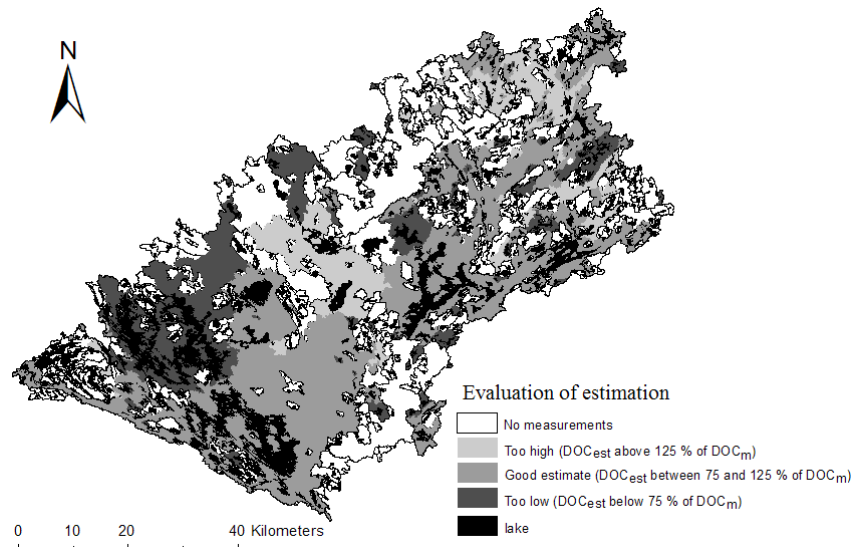 N
Evaluation of estimation
No measurements
Too high (DOCest above 125 % of DOCm)
Good estimate (DOCest between 75 and 125 % of DOCm)
Too low (DOCest below 75 % of DOCm)
lake
0 10 20 40 Kilometers